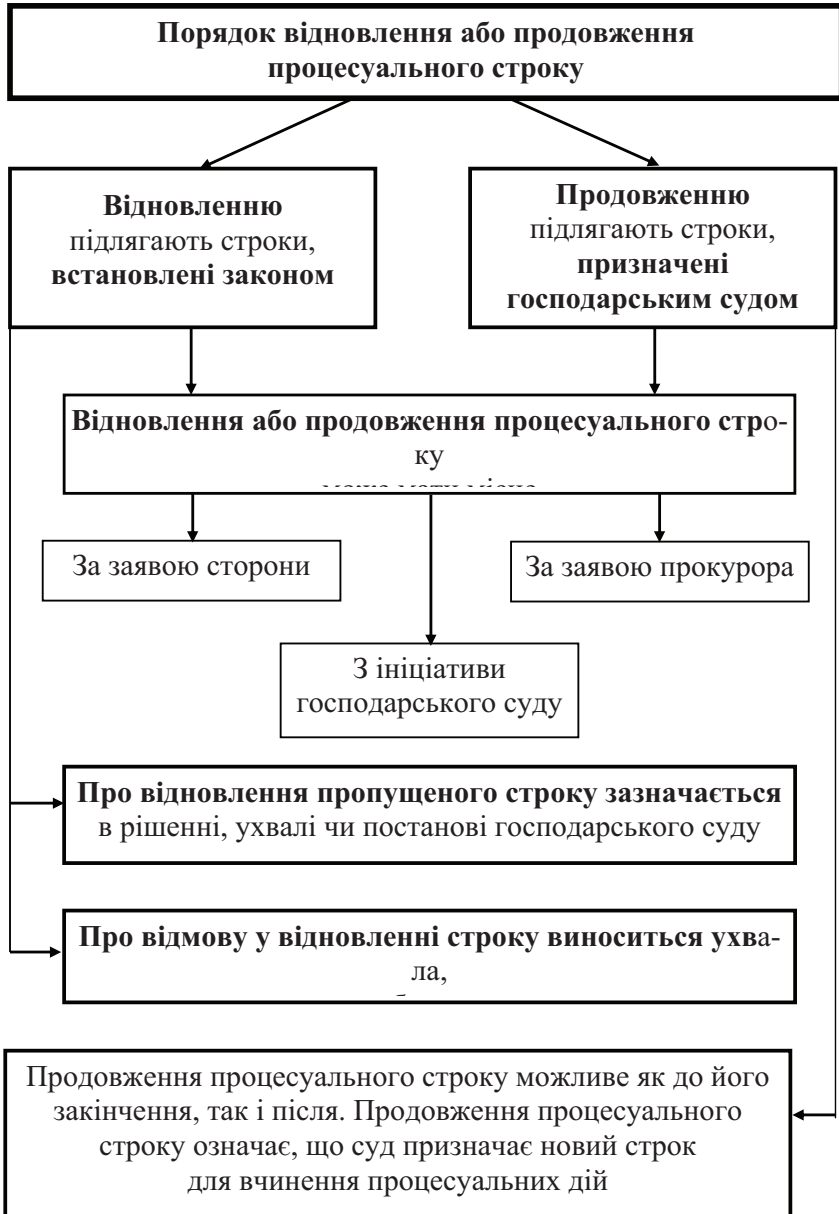 Порядок відновлення або продовження
процесуального строку
Відновленню
підлягають строки,
встановлені законом
Продовженню
підлягають строки,
призначені
господарським судом
Відновлення або продовження процесуального стро-
ку
За заявою сторони
За заявою прокурора
З ініціативи
господарського суду
Про відновлення пропущеного строку зазначається
в рішенні, ухвалі чи постанові господарського суду
Про відмову у відновленні строку виноситься ухва-
ла,
Продовження процесуального строку можливе як до його
закінчення, так і після. Продовження процесуального
строку означає, що суд призначає новий строк
для вчинення процесуальних дій